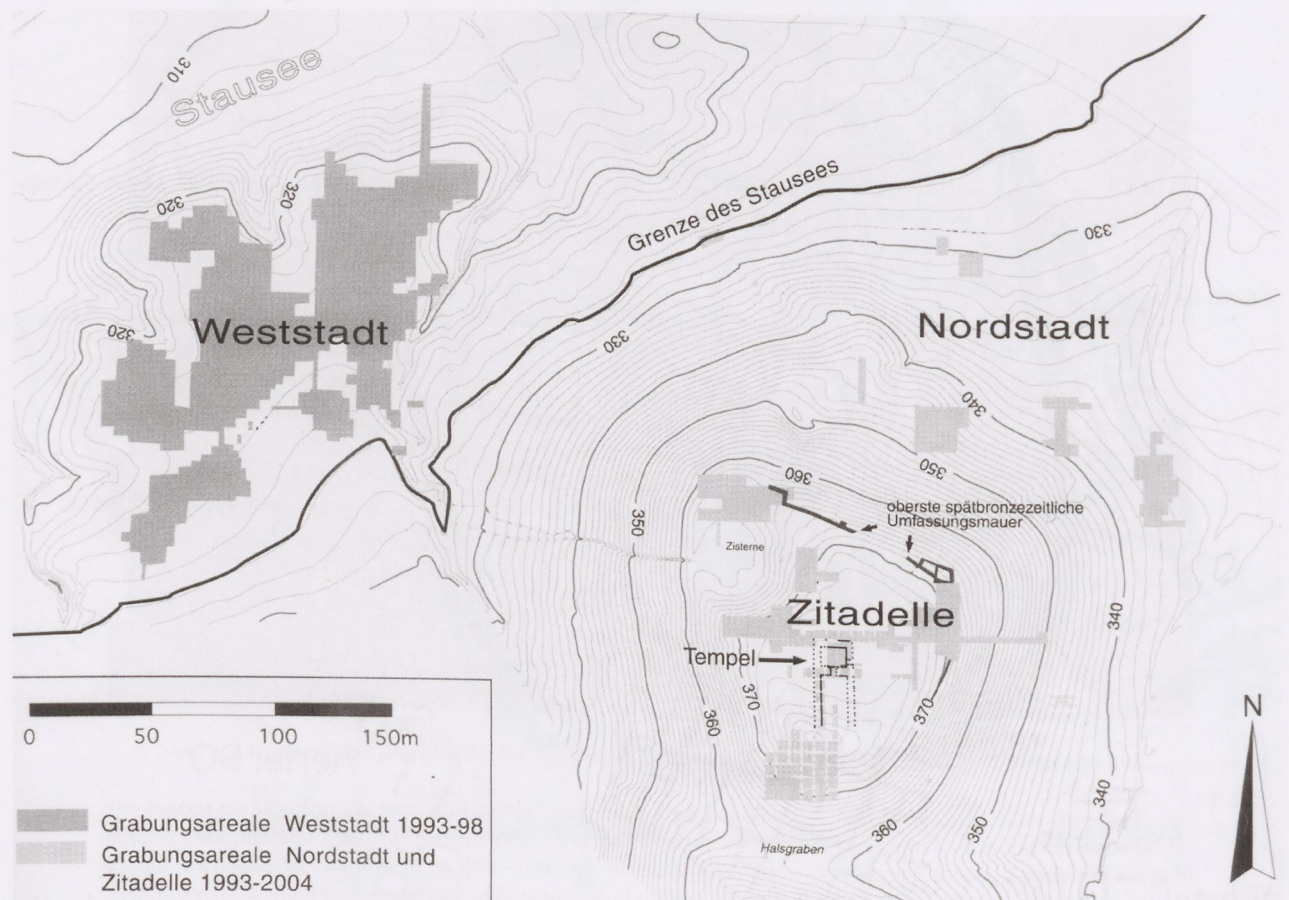 310
Stausee
320
320
320
Weststadt
Grenze des Stausees
330
330
Nordstadt
340
350
360
350
oberste spätbronzezeitliche
Umfassungsmauer
Zisterne
Zitadelle
340
Tempel
370
360
370
340
360
350
Halsgraben
0 50 100 150m
Grabungsareale Weststadt 1993-98
Grabungsareale Nordstadt und
Zitadelle 1993-2004
N